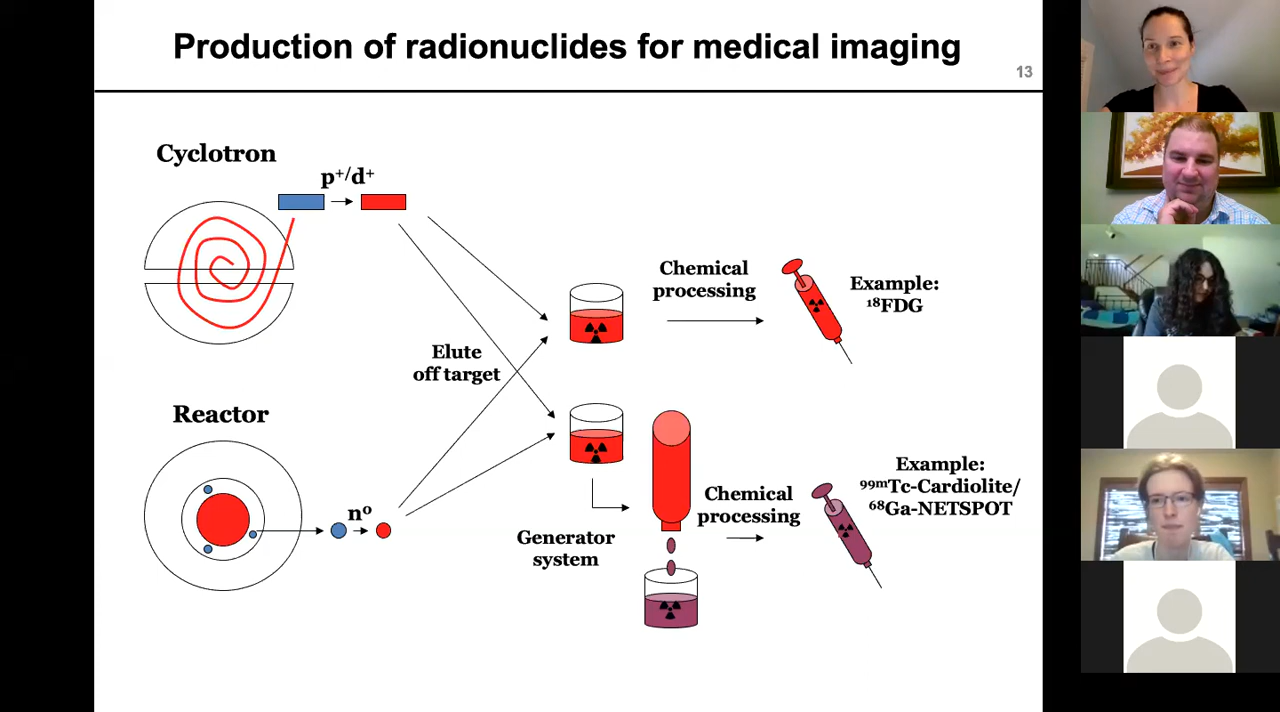 Production of radionuclides for medical imaging
13
Cyclotron
p⁺/d⁺
Chemical
processing
Example:
¹⁸FDG
Elute
off target
Reactor
n⁰
Generator
system
Chemical
processing
Example:
⁹⁹ᵐTc-Cardiolite/
⁶⁸Ga-NETSPOT